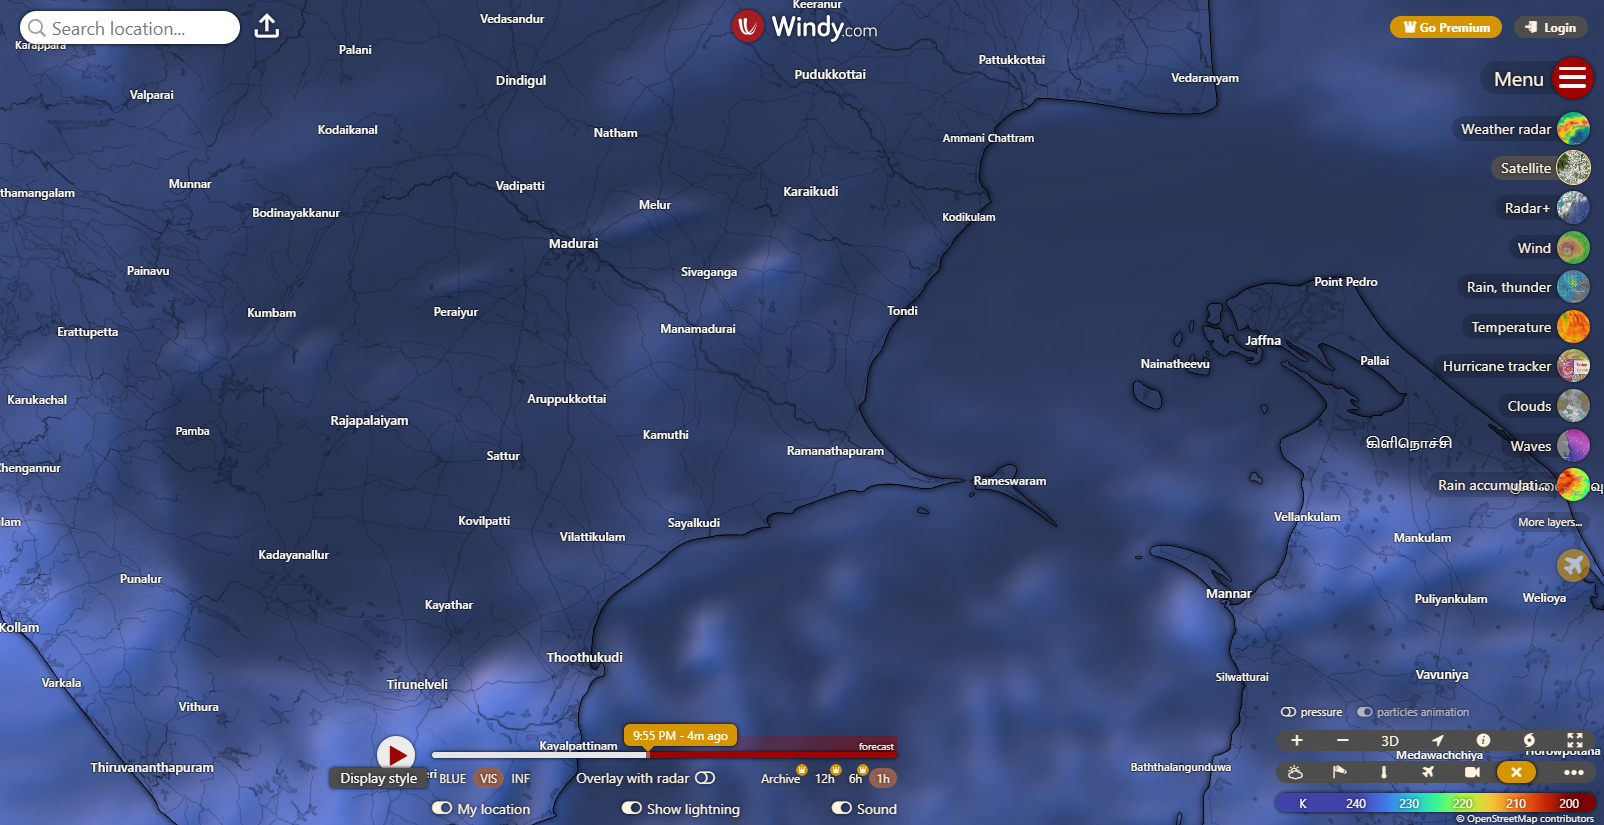 Keeranur
Vedasandur
Search location...
Windy.com
Go Premium
Login
Karappara
Palani
Pattukkottai
Pudukkottai
Vedaranyam
Menu
Dindigul
Valparai
Kodaikanal
Natham
Ammani Chattram
Weather radar
Satellite
Munnar
Vadipatti
Karaikudi
thamangalam
Melur
Radar+
Bodinayakkanur
Kodikulam
Madurai
Wind
Painavu
Sivaganga
Point Pedro
Rain, thunder
Kumbam
Peraiyur
Tondi
Erattupetta
Manamadurai
Temperature
Jaffna
Nainatheevu
Pallai
Hurricane tracker
Karukachal
Aruppukkottai
Clouds
Rajapalaiyam
Pamba
Kamuthi
கிளிநொச்சி
Waves
Sattur
Ramanathapuram
Chengannur
Rameswaram
Rain accumulati...
Kovilpatti
Sayalkudi
Vellankulam
More layers...
lam
Vilattikulam
Mankulam
Kadayanallur
Punalur
Mannar
Puliyankulam
Welioya
Kayathar
Kollam
Thoothukudi
Varkala
Tirunelveli
Silwatturai
Vavuniya
Vithura
pressure
particles animation
9:55 PM - 4m ago
Kayalpattinam
forecast
3D
Medawachchiya
Horowpotana
Thiruvananthapuram
Baththalangunduwa
Display style
eri
BLUE
VIS
INF
Overlay with radar
Archive
12h
6h
1h
My location
Show lightning
Sound
K 240 230 220 210 200
© OpenStreetMap contributors